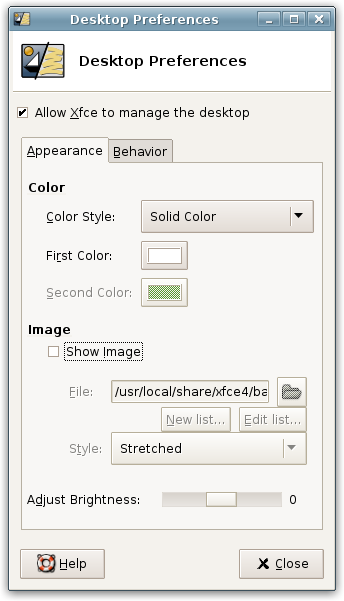 Desktop Preferences
Desktop Preferences
Allow Xfce to manage the desktop
Appearance Behavior
Color
Color Style: Solid Color
First Color:
Second Color:
Image
Show Image
File: /usr/local/share/xfce4/ba
New list... Edit list...
Style: Stretched
Adjust Brightness: 0
Help Close